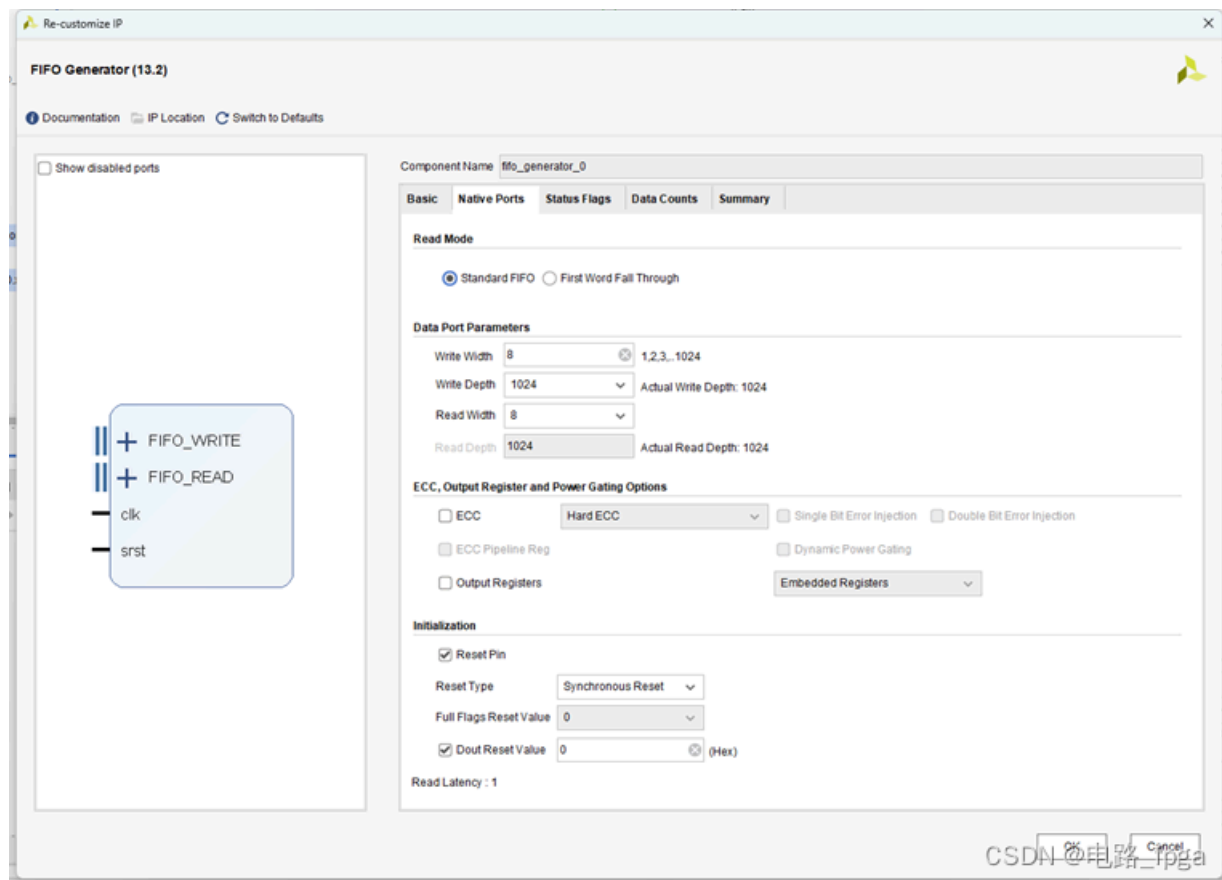 Re-customize IP
FIFO Generator (13.2)
Documentation IP Location Switch to Defaults
Show disabled ports
FIFO_WRITE
FIFO_READ
clk
srst
Component Name fifo_generator_0
Basic Native Ports Status Flags Data Counts Summary
Read Mode
Standard FIFO First Word Fall Through
Data Port Parameters
Write Width 8 1,2,3,..1024
Write Depth 1024 Actual Write Depth: 1024
Read Width 8
Read Depth 1024 Actual Read Depth: 1024
ECC, Output Register and Power Gating Options
ECC Hard ECC Single Bit Error Injection Double Bit Error Injection
ECC Pipeline Reg Dynamic Power Gating
Output Registers Embedded Registers
Initialization
Reset Pin
Reset Type Synchronous Reset
Full Flags Reset Value 0
Dout Reset Value 0 (Hex)
Read Latency : 1
OK Cancel
CSDN @电路_fpga